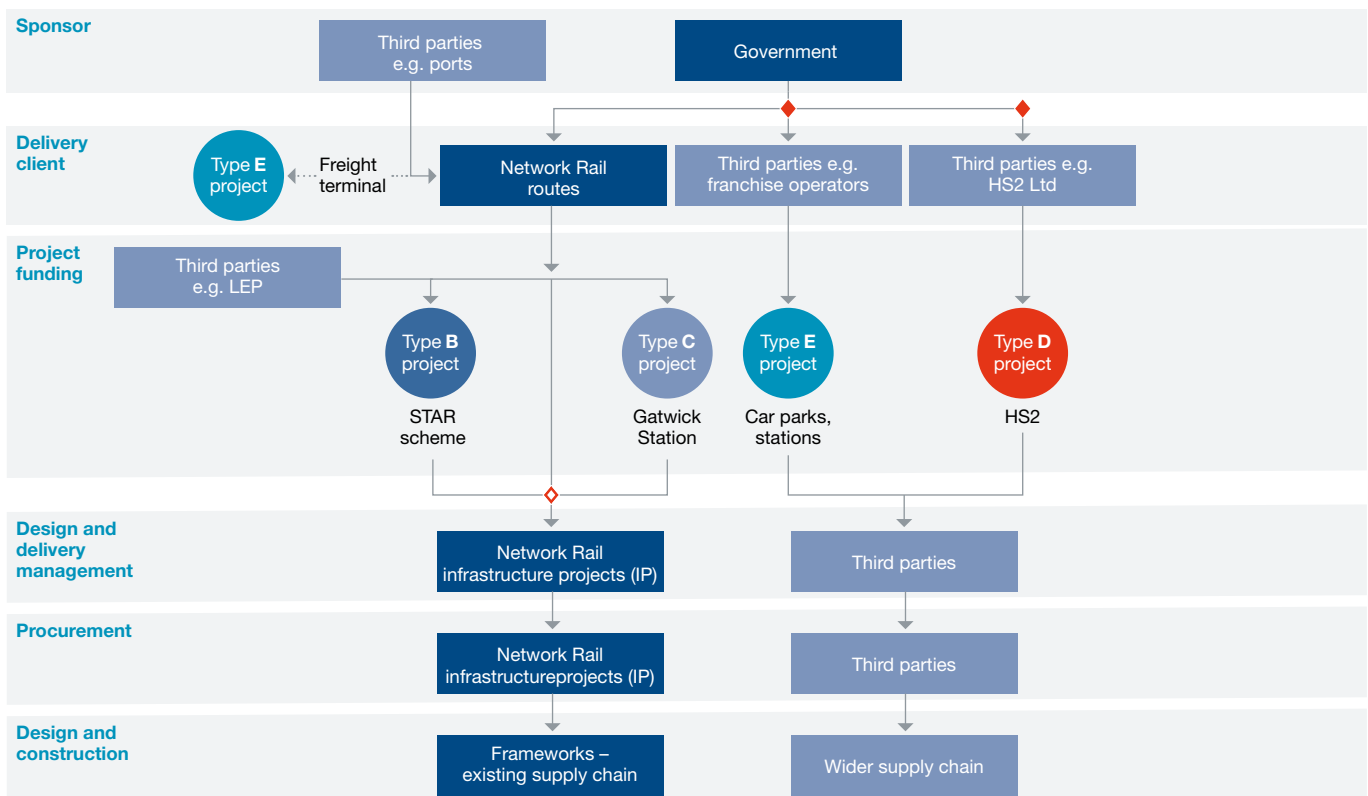 Sponsor
Third parties
e.g. ports
Government
Delivery
client
Type E
project
Freight
terminal
Network Rail
routes
Third parties e.g.
franchise operators
Third parties e.g.
HS2 Ltd
Project
funding
Third parties
e.g. LEP
Type B
project
Type C
project
Type E
project
Type D
project
STAR
scheme
Gatwick
Station
Car parks,
stations
HS2
Design and
delivery
management
Network Rail
infrastructure projects (IP)
Third parties
Procurement
Network Rail
infrastructureprojects (IP)
Third parties
Design and
construction
Frameworks –
existing supply chain
Wider supply chain